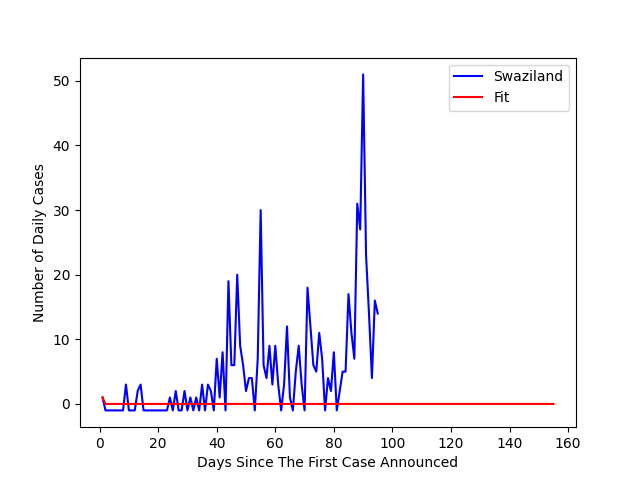 Swaziland
Fit
50
40
30
20
10
0
Number of Daily Cases
0 20 40 60 80 100 120 140 160
Days Since The First Case Announced